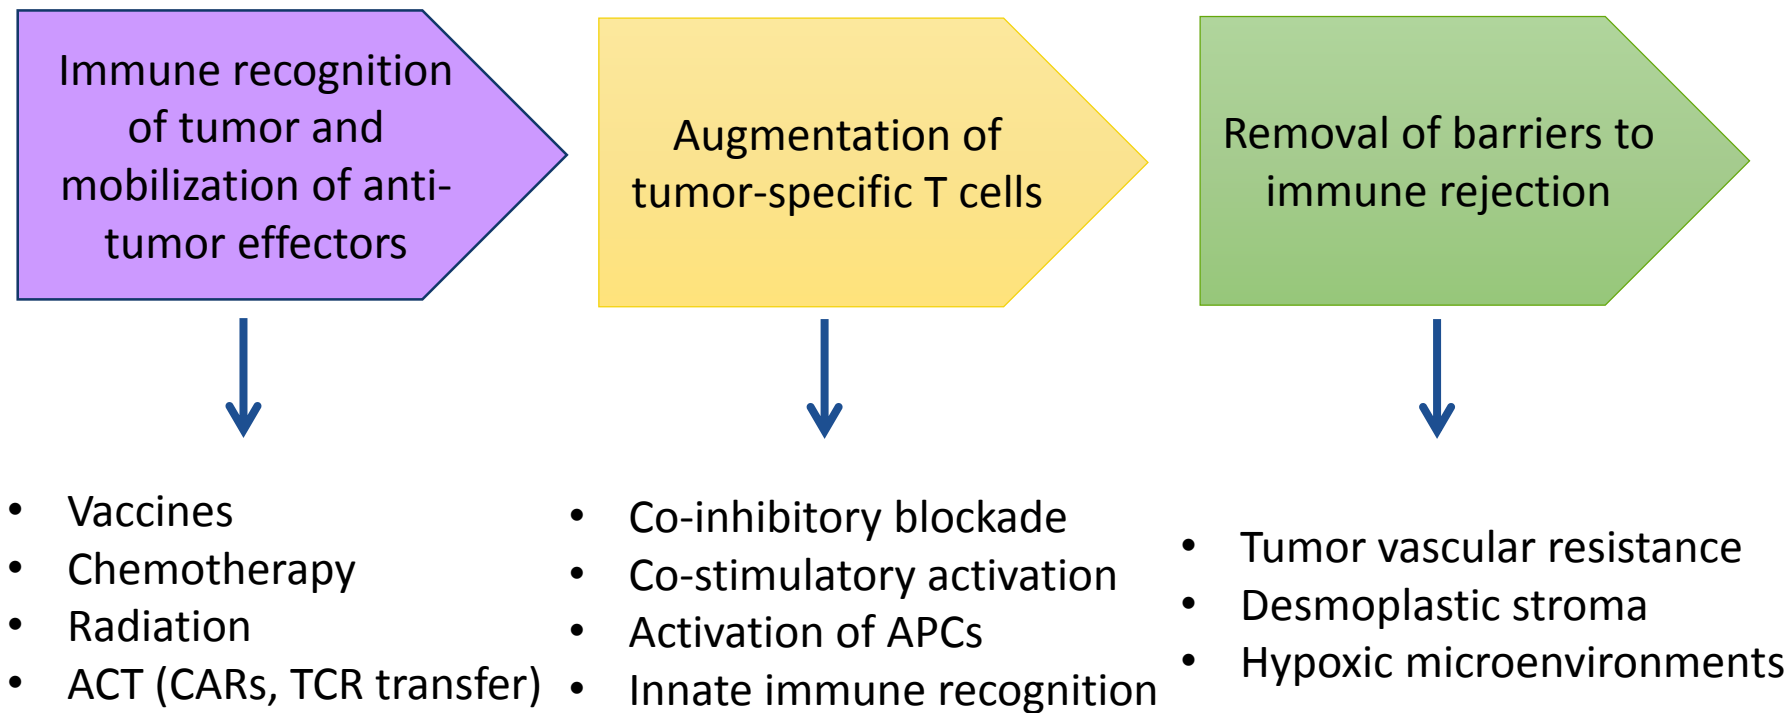 Immune recognition
of tumor and
mobilization of anti-
tumor effectors
Augmentation of
tumor-specific T cells
Removal of barriers to
immune rejection
• Vaccines
• Chemotherapy
• Radiation
• ACT (CARs, TCR transfer)
• Co-inhibitory blockade
• Co-stimulatory activation
• Activation of APCs
• Innate immune recognition
• Tumor vascular resistance
• Desmoplastic stroma
• Hypoxic microenvironments